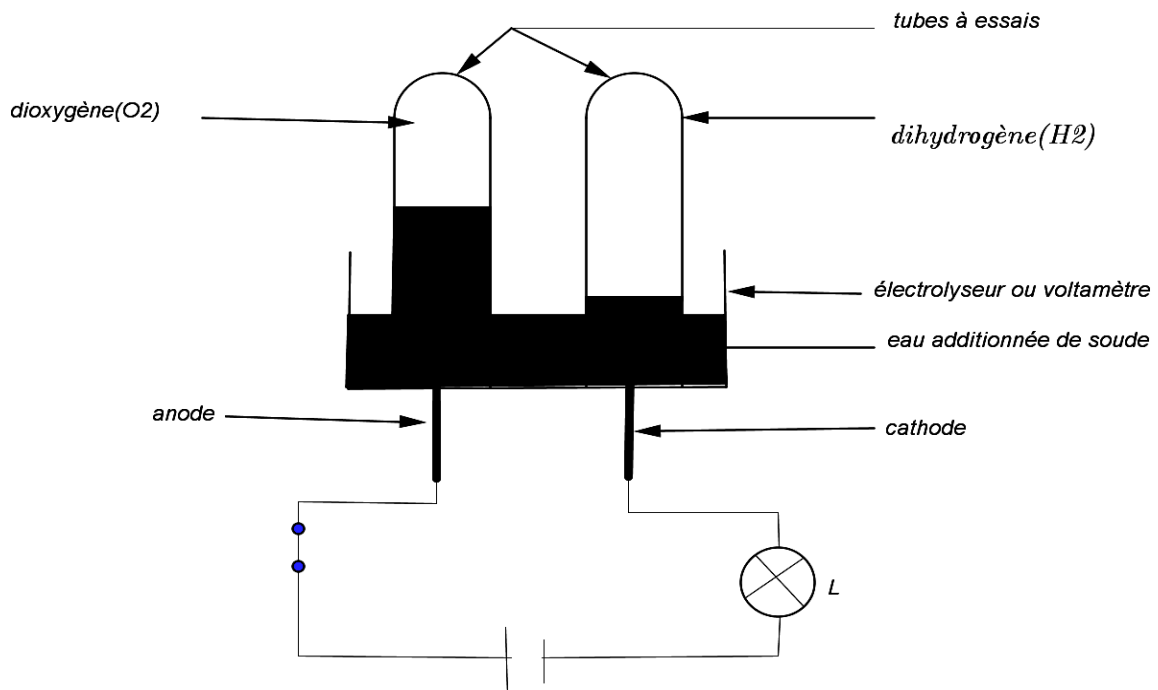 tubes à essais
dioxygène(O2)
dihydrogène(H2)
électrolyseur ou voltamètre
eau additionnée de soude
anode
cathode
L